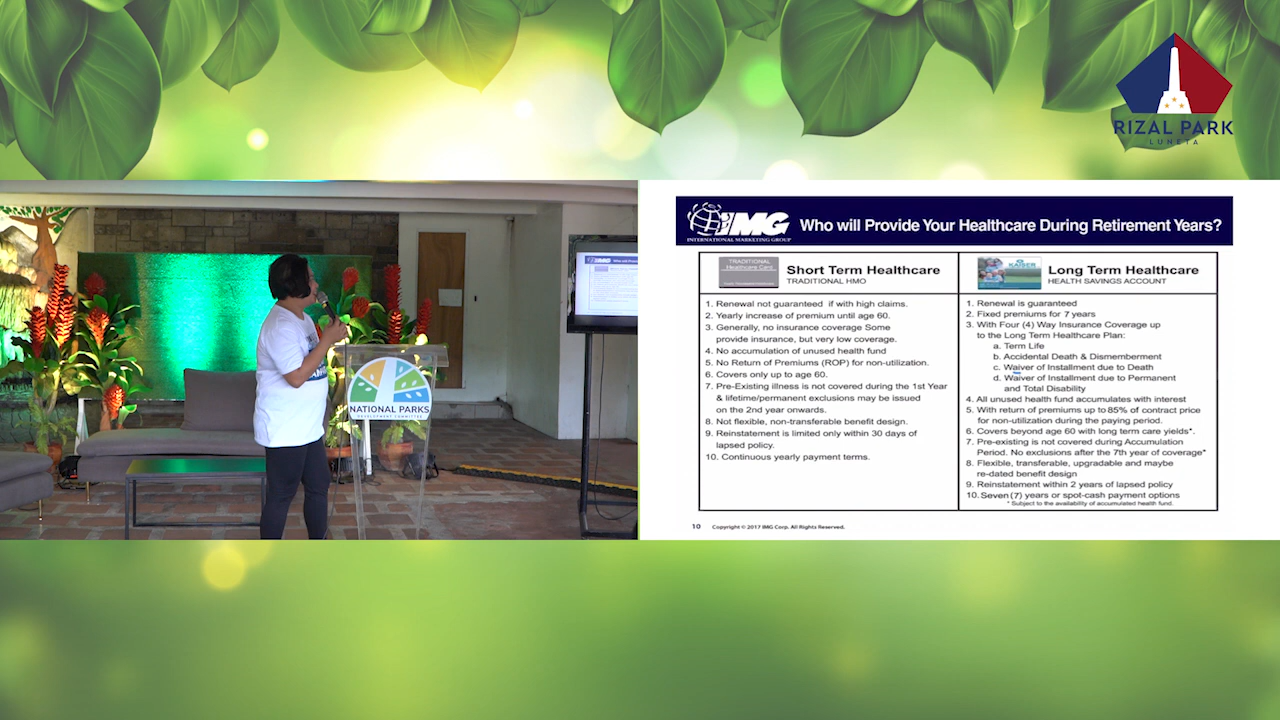 RIZAL PARK
LUNETA
NATIONAL PARKS
DEVELOPMENT COMMITTEE
IMG
INTERNATIONAL MARKETING GROUP
Who will Provide Your Healthcare During Retirement Years?
TRADITIONAL
Healthcare Care
Short Term Healthcare
TRADITIONAL HMO
1. Renewal not guaranteed if with high claims.
2. Yearly increase of premium until age 60.
3. Generally, no insurance coverage Some
provide insurance, but very low coverage.
4. No accumulation of unused health fund
5. No Return of Premiums (ROP) for non-utilization.
6. Covers only up to age 60.
7. Pre-Existing illness is not covered during the 1st Year
& lifetime/permanent exclusions may be issued
on the 2nd year onwards.
8. Not flexible, non-transferable benefit design.
9. Reinstatement is limited only within 30 days of
lapsed policy.
10. Continuous yearly payment terms.
KAISER
Long Term Healthcare
HEALTH SAVINGS ACCOUNT
1. Renewal is guaranteed
2. Fixed premiums for 7 years
3. With Four (4) Way Insurance Coverage up
to the Long Term Healthcare Plan:
a. Term Life
b. Accidental Death & Dismemberment
c. Waiver of Installment due to Death
d. Waiver of Installment due to Permanent
and Total Disability
4. All unused health fund accumulates with interest
5. With return of premiums up to 85% of contract price
for non-utilization during the paying period.
6. Covers beyond age 60 with long term care yields*.
7. Pre-existing is not covered during Accumulation
Period. No exclusions after the 7th year of coverage*
8. Flexible, transferable, upgradable and maybe
re-dated benefit design
9. Reinstatement within 2 years of lapsed policy
10. Seven (7) years or spot-cash payment options
* Subject to the availability of accumulated health fund.
10 Copyright © 2017 IMG Corp. All Rights Reserved.